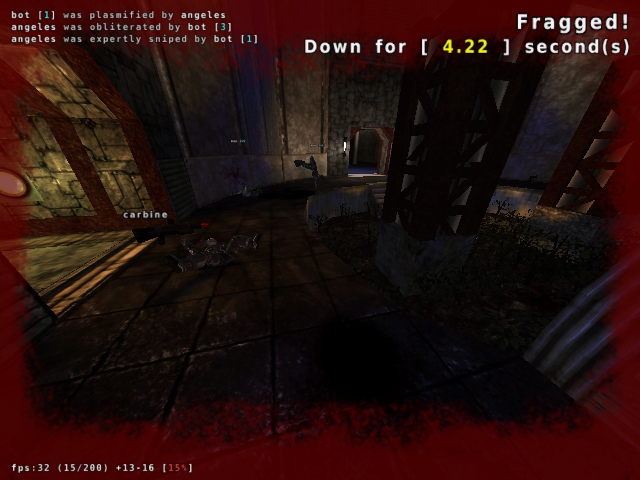 bot [1] was plasmified by angeles
angeles was obliterated by bot [3]
angeles was expertly sniped by bot [1]
Fragged!
Down for [ 4.22 ] second(s)
carbine
fps:32 (15/200) +13-16 [15%]